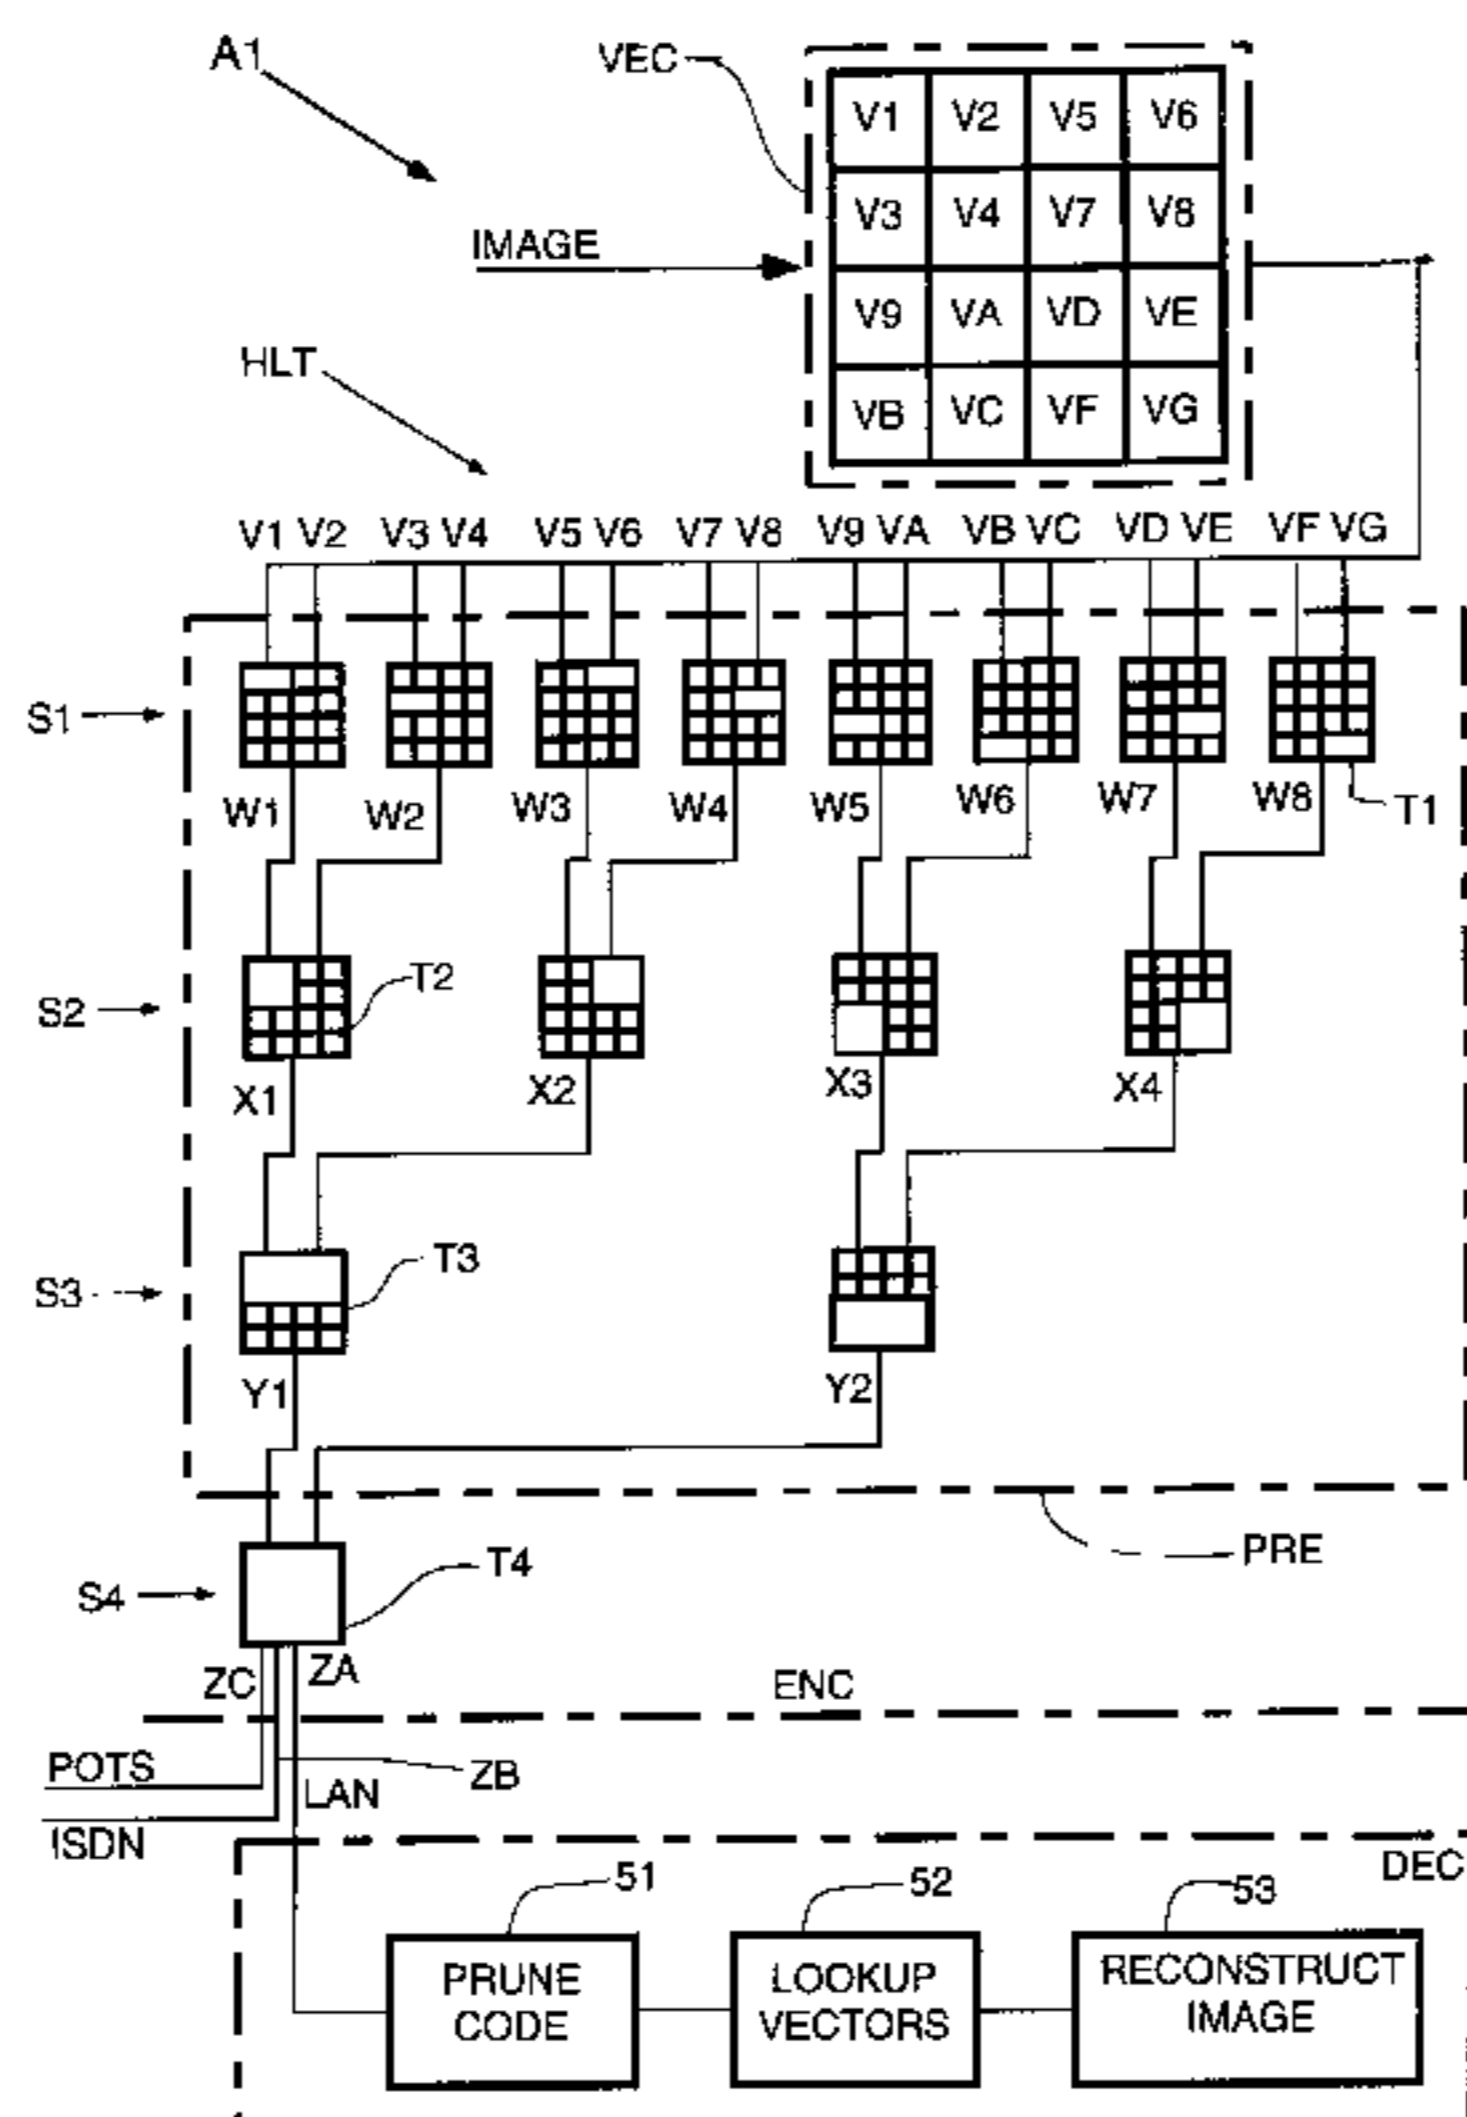 A1
VEC
V1 V2 V5 V6
V3 V4 V7 V8
IMAGE
V9 VA VD VE
HLT
VB VC VF VG
V1 V2 V3 V4 V5 V6 V7 V8 V9 VA VB VC VD VE VF VG
S1
W1 W2 W3 W4 W5 W6 W7 W8 T1
S2
T2
X1 X2 X3 X4
S3
T3
Y1 Y2
PRE
S4
T4
ZC ZA
ENC
POTS
ZB
LAN
ISDN
DEC
51 52 53
PRUNE
CODE
LOOKUP
VECTORS
RECONSTRUCT
IMAGE